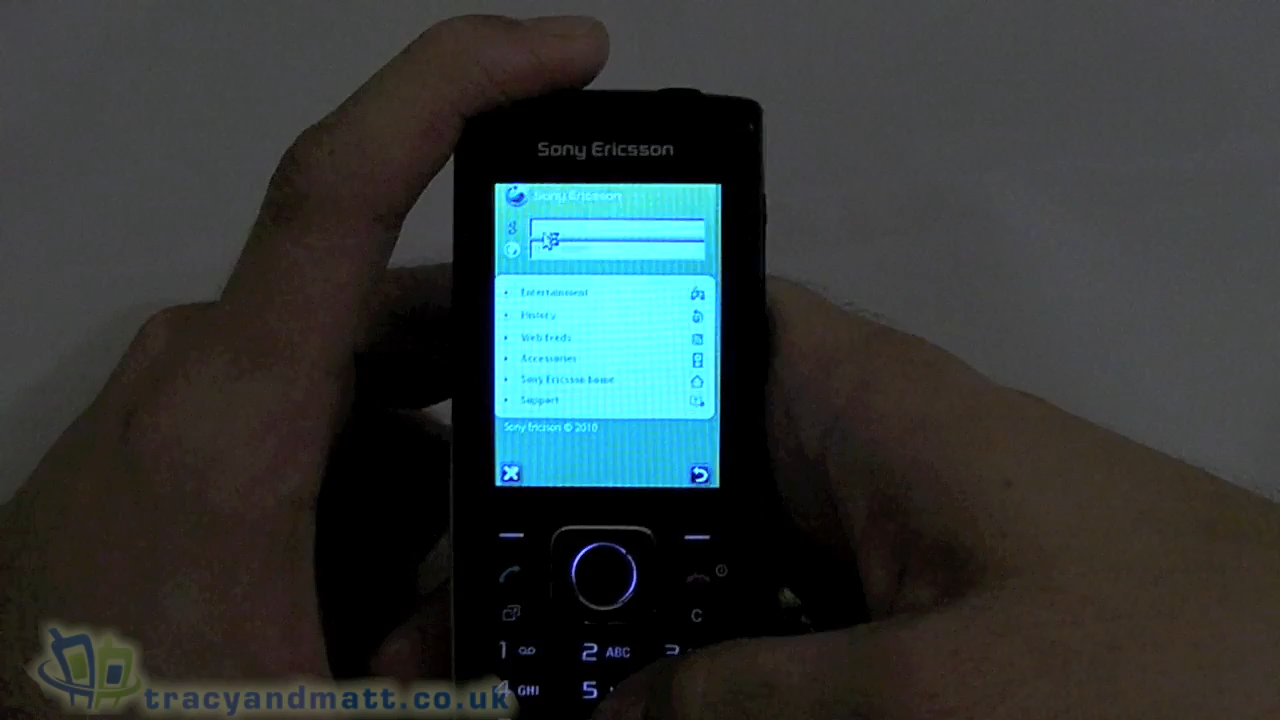 Sony Ericsson
Sony Ericsson
Entertainment
History
Web feeds
Accessories
Sony Ericsson home
Support
Sony Ericsson © 2010
C
1 2 ABC
4 GHI 5
tracyandmatt.co.uk